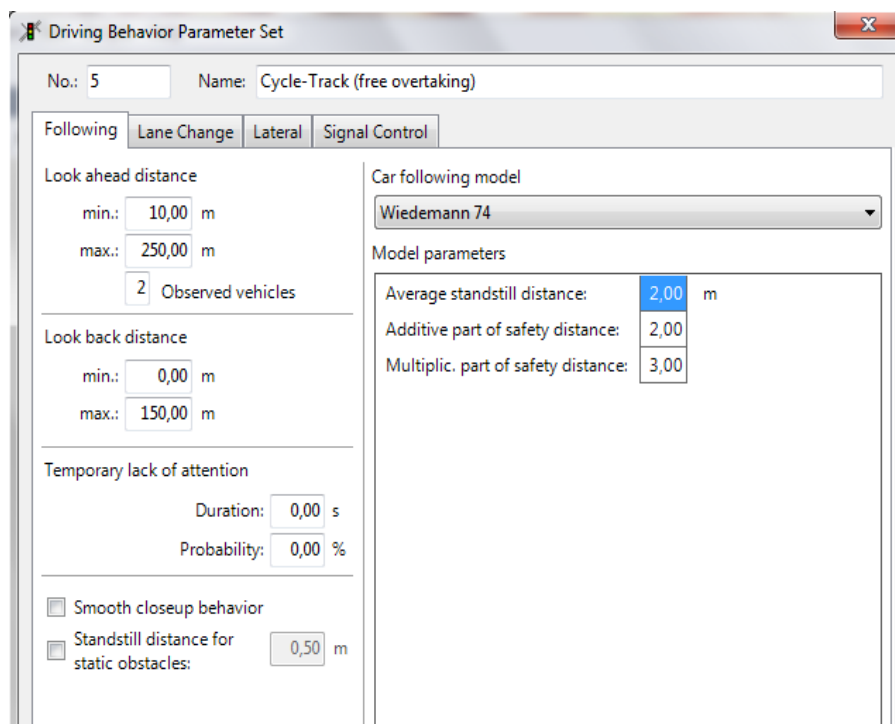 Driving Behavior Parameter Set
No.: 5 Name: Cycle-Track (free overtaking)
Following Lane Change Lateral Signal Control
Look ahead distance
min.: 10,00 m
max.: 250,00 m
2 Observed vehicles
Look back distance
min.: 0,00 m
max.: 150,00 m
Temporary lack of attention
Duration: 0,00 s
Probability: 0,00 %
Smooth closeup behavior
Standstill distance for
static obstacles: 0,50 m
Car following model
Wiedemann 74
Model parameters
Average standstill distance: 2,00 m
Additive part of safety distance: 2,00
Multiplic. part of safety distance: 3,00